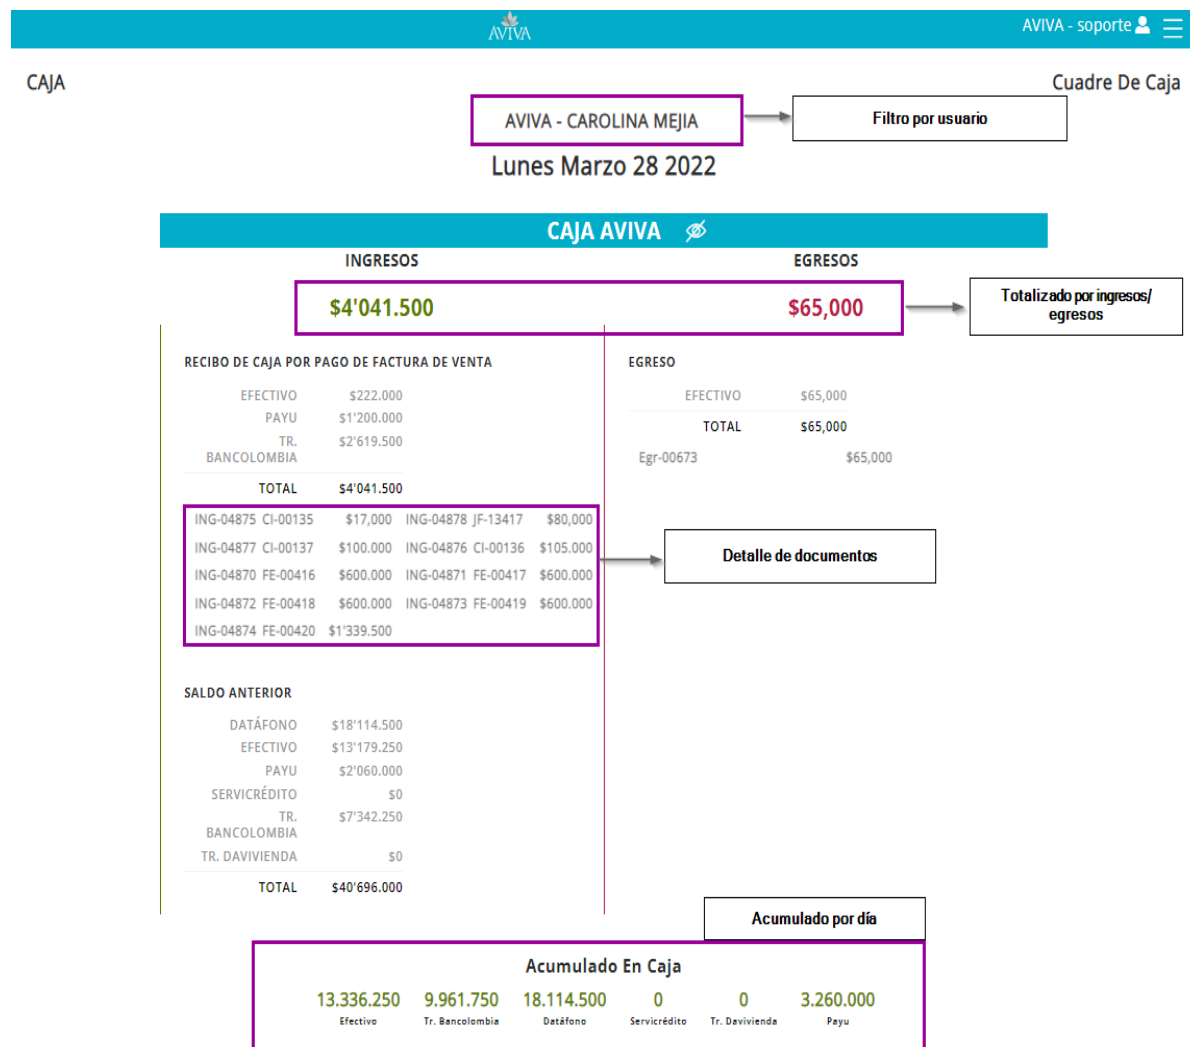 AVIVA
AVIVA - soporte
CAJA
Cuadre De Caja
AVIVA - CAROLINA MEJIA
Filtro por usuario
Lunes Marzo 28 2022
CAJA AVIVA
INGRESOS
EGRESOS
$4'041.500
$65,000
Totalizado por ingresos/
egresos
RECIBO DE CAJA POR PAGO DE FACTURA DE VENTA
EFECTIVO $222.000
PAYU $1'200.000
TR. $2'619.500
BANCOLOMBIA
TOTAL $4'041.500
EGRESO
EFECTIVO $65,000
TOTAL $65,000
Egr-00673 $65,000
ING-04875 CI-00135 $17,000 ING-04878 JF-13417 $80,000
ING-04877 CI-00137 $100.000 ING-04876 CI-00136 $105.000
ING-04870 FE-00416 $600.000 ING-04871 FE-00417 $600.000
ING-04872 FE-00418 $600.000 ING-04873 FE-00419 $600.000
ING-04874 FE-00420 $1'339.500
Detalle de documentos
SALDO ANTERIOR
DATÁFONO $18'114.500
EFECTIVO $13'179.250
PAYU $2'060.000
SERVICRÉDITO $0
TR. $7'342.250
BANCOLOMBIA
TR. DAVIVIENDA $0
TOTAL $40'696.000
Acumulado por día
Acumulado En Caja
13.336.250 9.961.750 18.114.500 0 0 3.260.000
Efectivo Tr. Bancolombia Datáfono Servicrédito Tr. Davivienda Payu